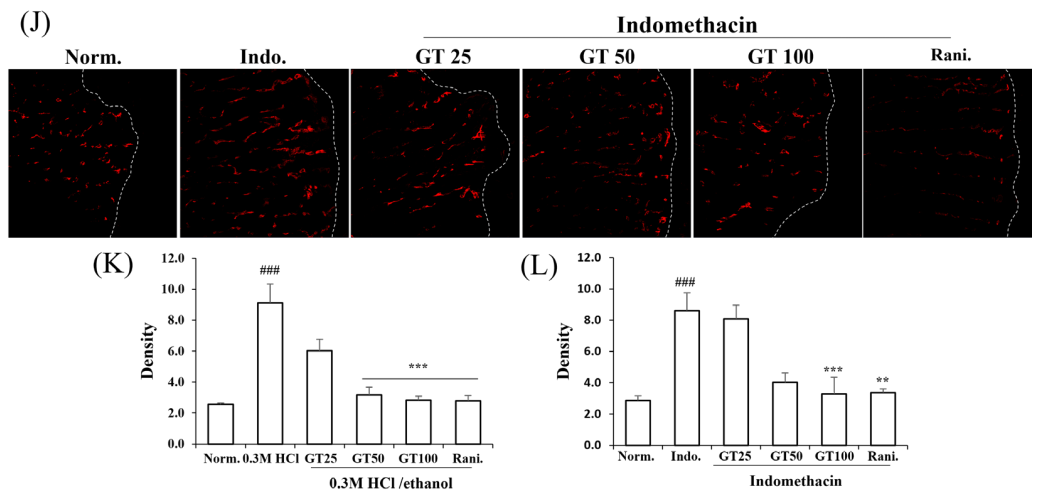 (J)
Indomethacin
Norm. Indo. GT 25 GT 50 GT 100 Rani.
(K)
Density
12.0
10.0
8.0
6.0
4.0
2.0
0.0
###
***
Norm. 0.3M HCl GT25 GT50 GT100 Rani.
0.3M HCl /ethanol
(L)
Density
12.0
10.0
8.0
6.0
4.0
2.0
0.0
###
***
**
Norm. Indo. GT25 GT50 GT100 Rani.
Indomethacin